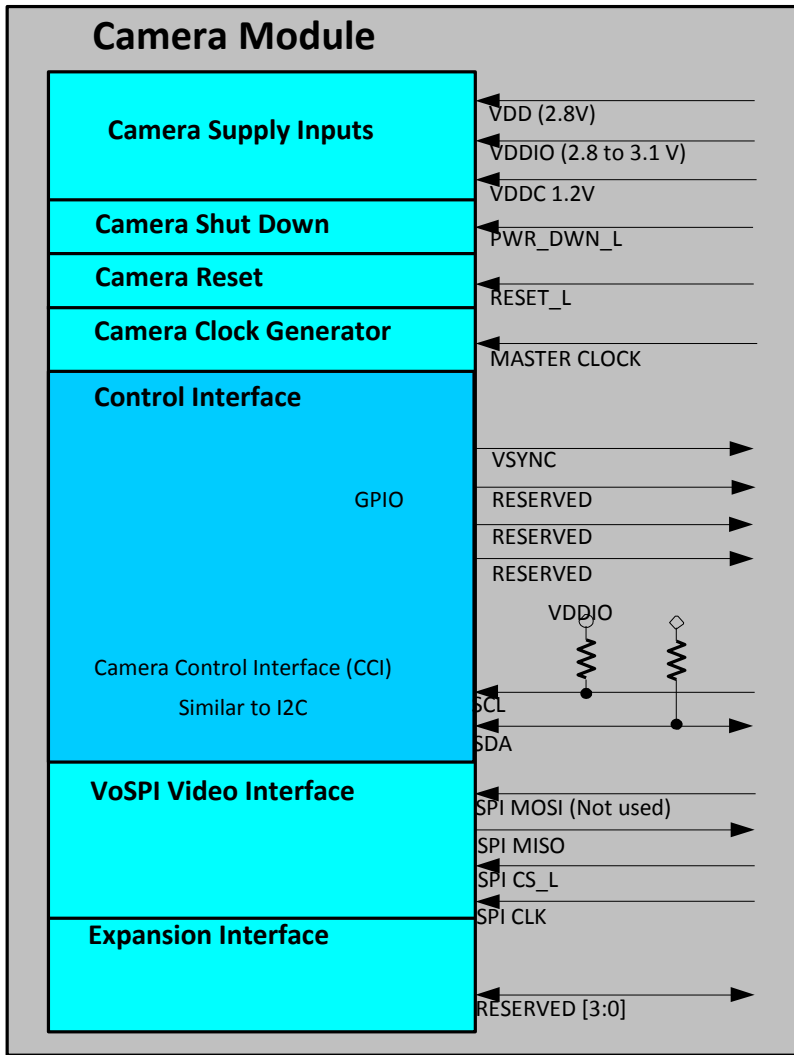 Camera Module
Camera Supply Inputs
VDD (2.8V)
VDDIO (2.8 to 3.1 V)
VDDC 1.2V
Camera Shut Down
PWR_DWN_L
Camera Reset
RESET_L
Camera Clock Generator
MASTER CLOCK
Control Interface
VSYNC
GPIO
RESERVED
RESERVED
RESERVED
VDDIO
Camera Control Interface (CCI)
Similar to I2C
SCL
SDA
VoSPI Video Interface
SPI MOSI (Not used)
SPI MISO
SPI CS_L
SPI CLK
Expansion Interface
RESERVED [3:0]